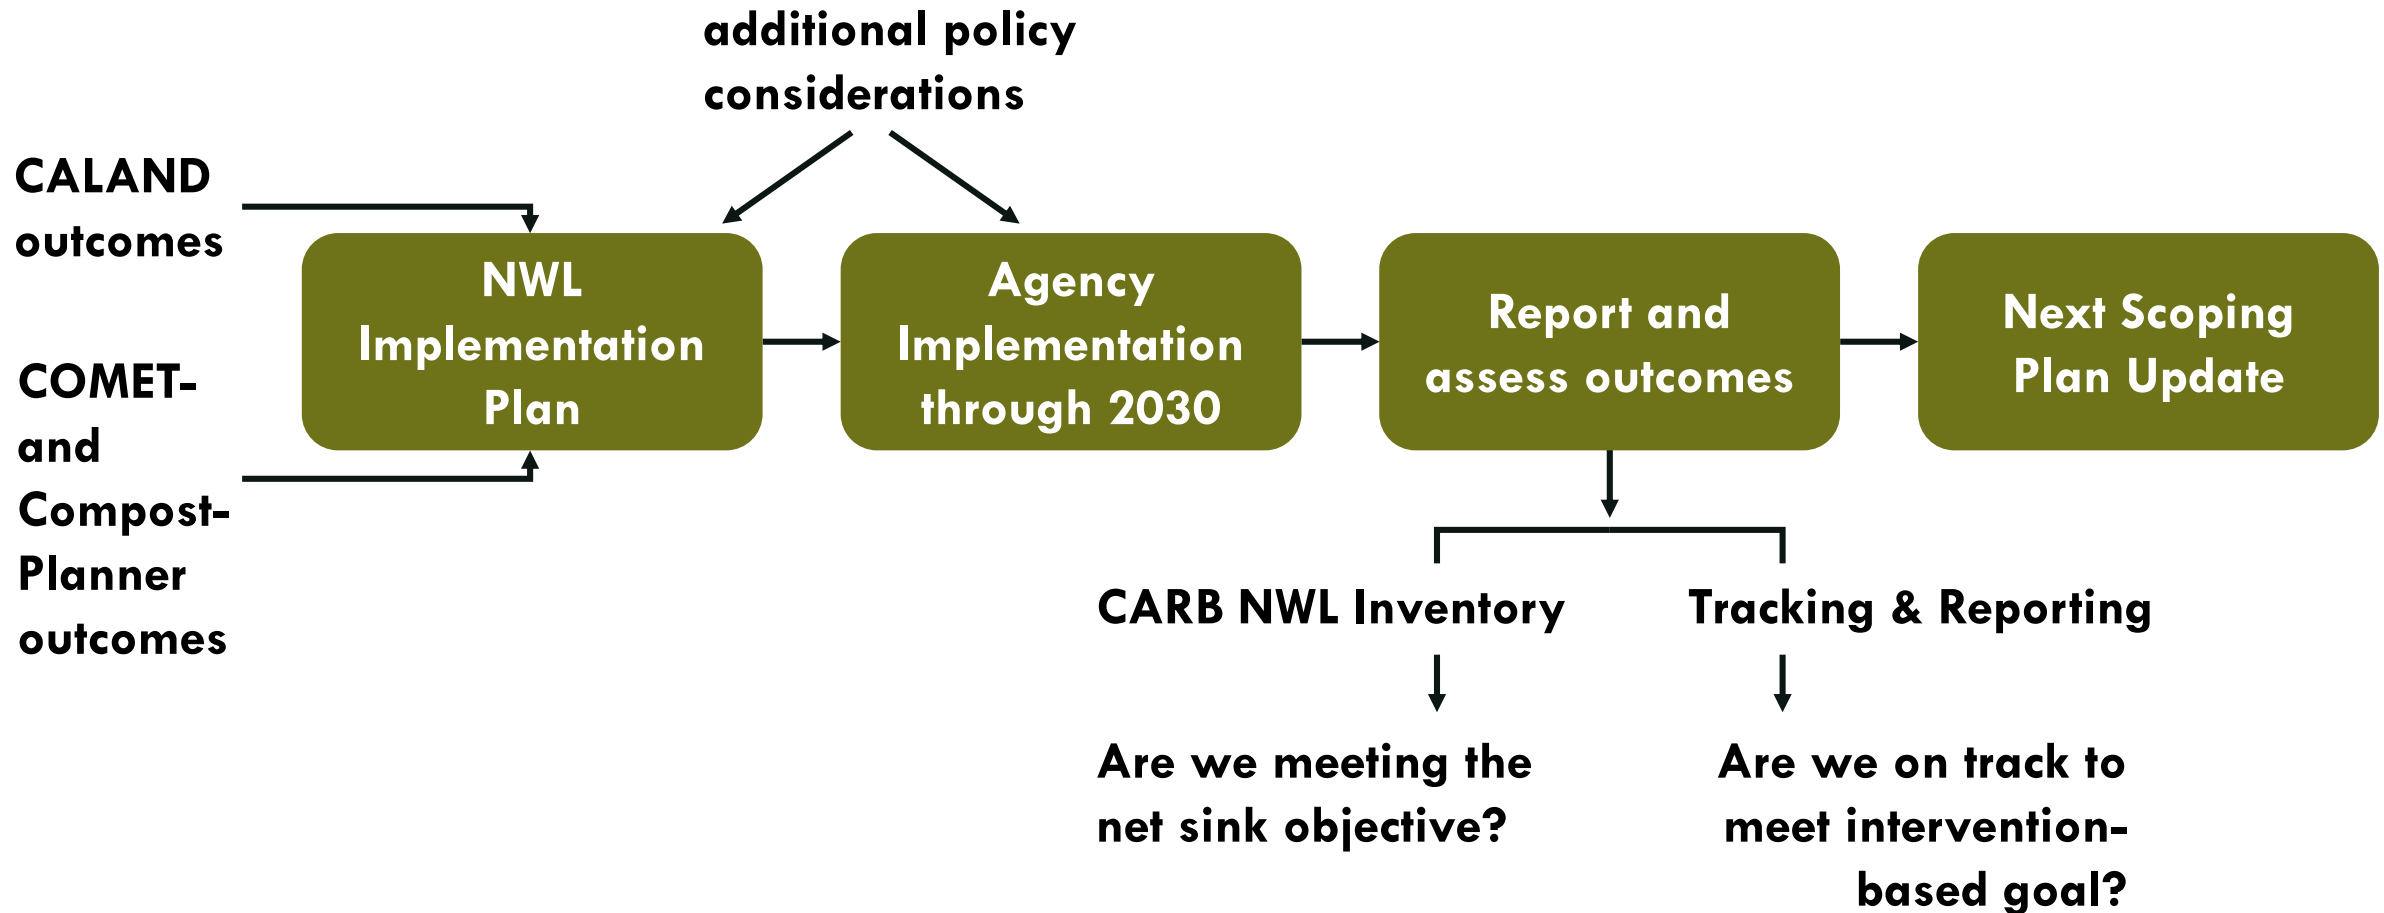 additional policy
considerations
CALAND
outcomes
COMET-
and
Compost-
Planner
outcomes
NWL
Implementation
Plan
Agency
Implementation
through 2030
Report and
assess outcomes
Next Scoping
Plan Update
CARB NWL Inventory
Tracking & Reporting
Are we meeting the
net sink objective?
Are we on track to
meet intervention-
based goal?